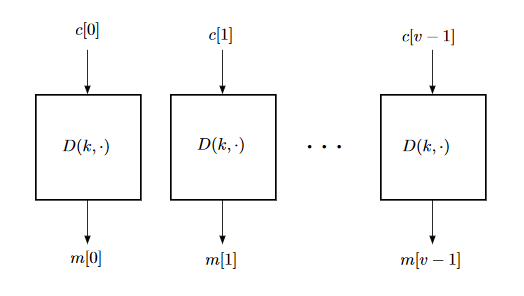 c[0] c[1] c[v − 1]
D(k, ·) D(k, ·) · · · D(k, ·)
m[0] m[1] m[v − 1]